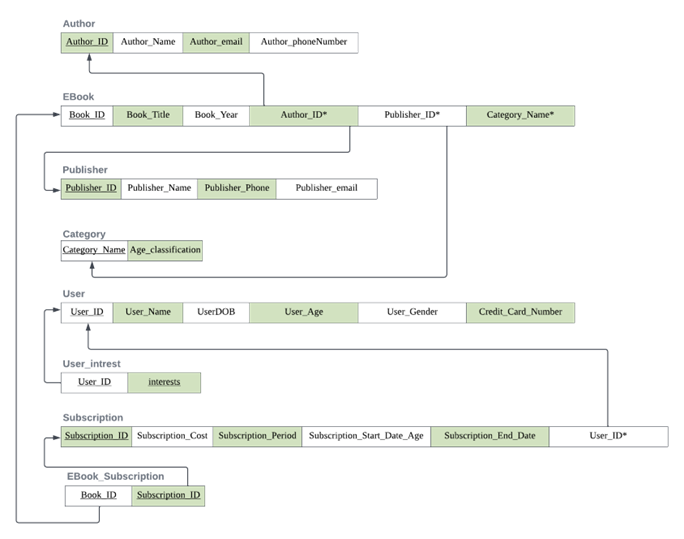 Author
Author_ID Author_Name Author_email Author_phoneNumber
EBook
Book_ID Book_Title Book_Year Author_ID* Publisher_ID* Category_Name*
Publisher
Publisher_ID Publisher_Name Publisher_Phone Publisher_email
Category
Category_Name Age_classification
User
User_ID User_Name UserDOB User_Age User_Gender Credit_Card_Number
User_intrest
User_ID interests
Subscription
Subscription_ID Subscription_Cost Subscription_Period Subscription_Start_Date_Age Subscription_End_Date User_ID*
EBook_Subscription
Book_ID Subscription_ID